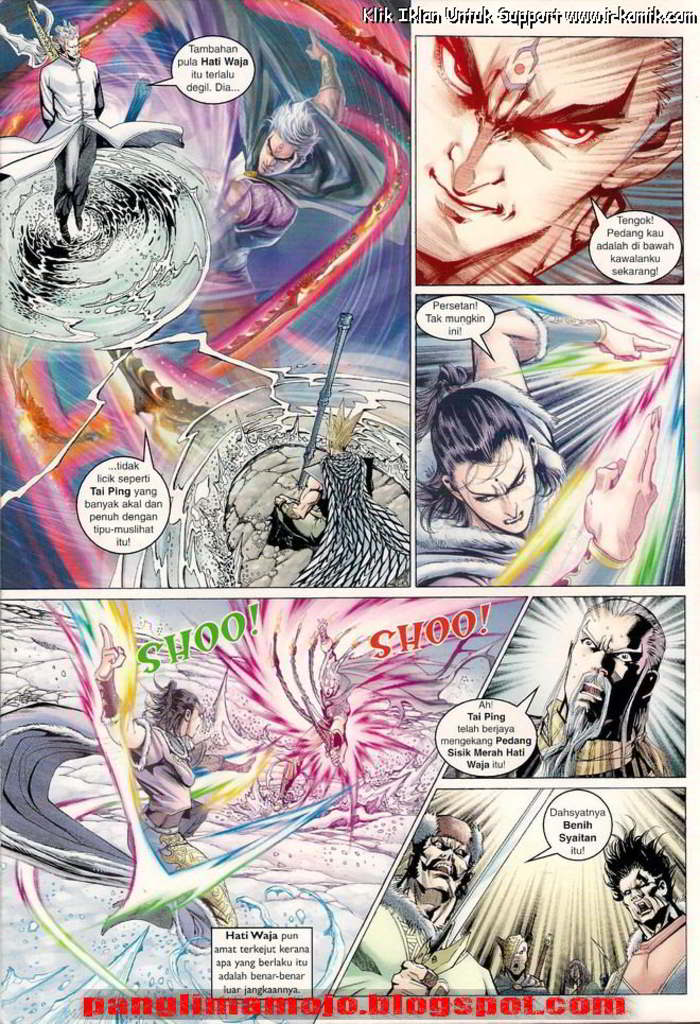 Klik Iklan Untuk Support www.ir-komik.com
Tambahan
pula Hati Waja
itu terlalu
degil. Dia...
...tidak
licik seperti
Tai Ping yang
banyak akal dan
penuh dengan
tipu-muslihat
itu!
Tengok!
Pedang kau
adalah di bawah
kawalanku
sekarang!
Persetan!
Tak mungkin
ini!
SHOO!
SHOO!
Hati Waja pun
amat terkejut kerana
apa yang berlaku itu
adalah benar-benar
luar jangkaannya.
Ah!
Tai Ping
telah berjaya
mengekang Pedang
Sisik Merah Hati
Waja itu!
Dahsyatnya
Benih
Syaitan
itu!
panglimamojo.blogspot.com